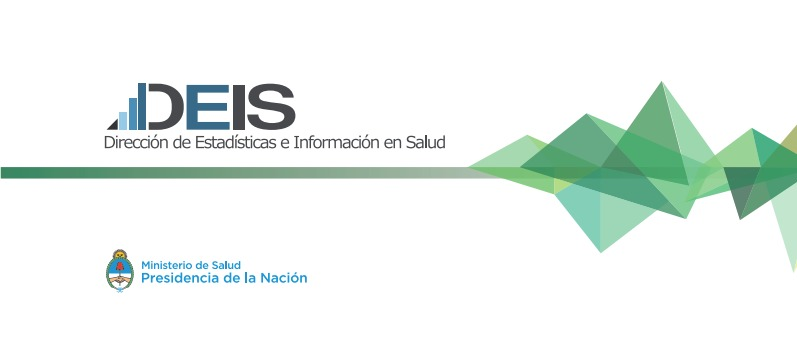 DEIS
Dirección de Estadísticas e Información en Salud
Ministerio de Salud
Presidencia de la Nación